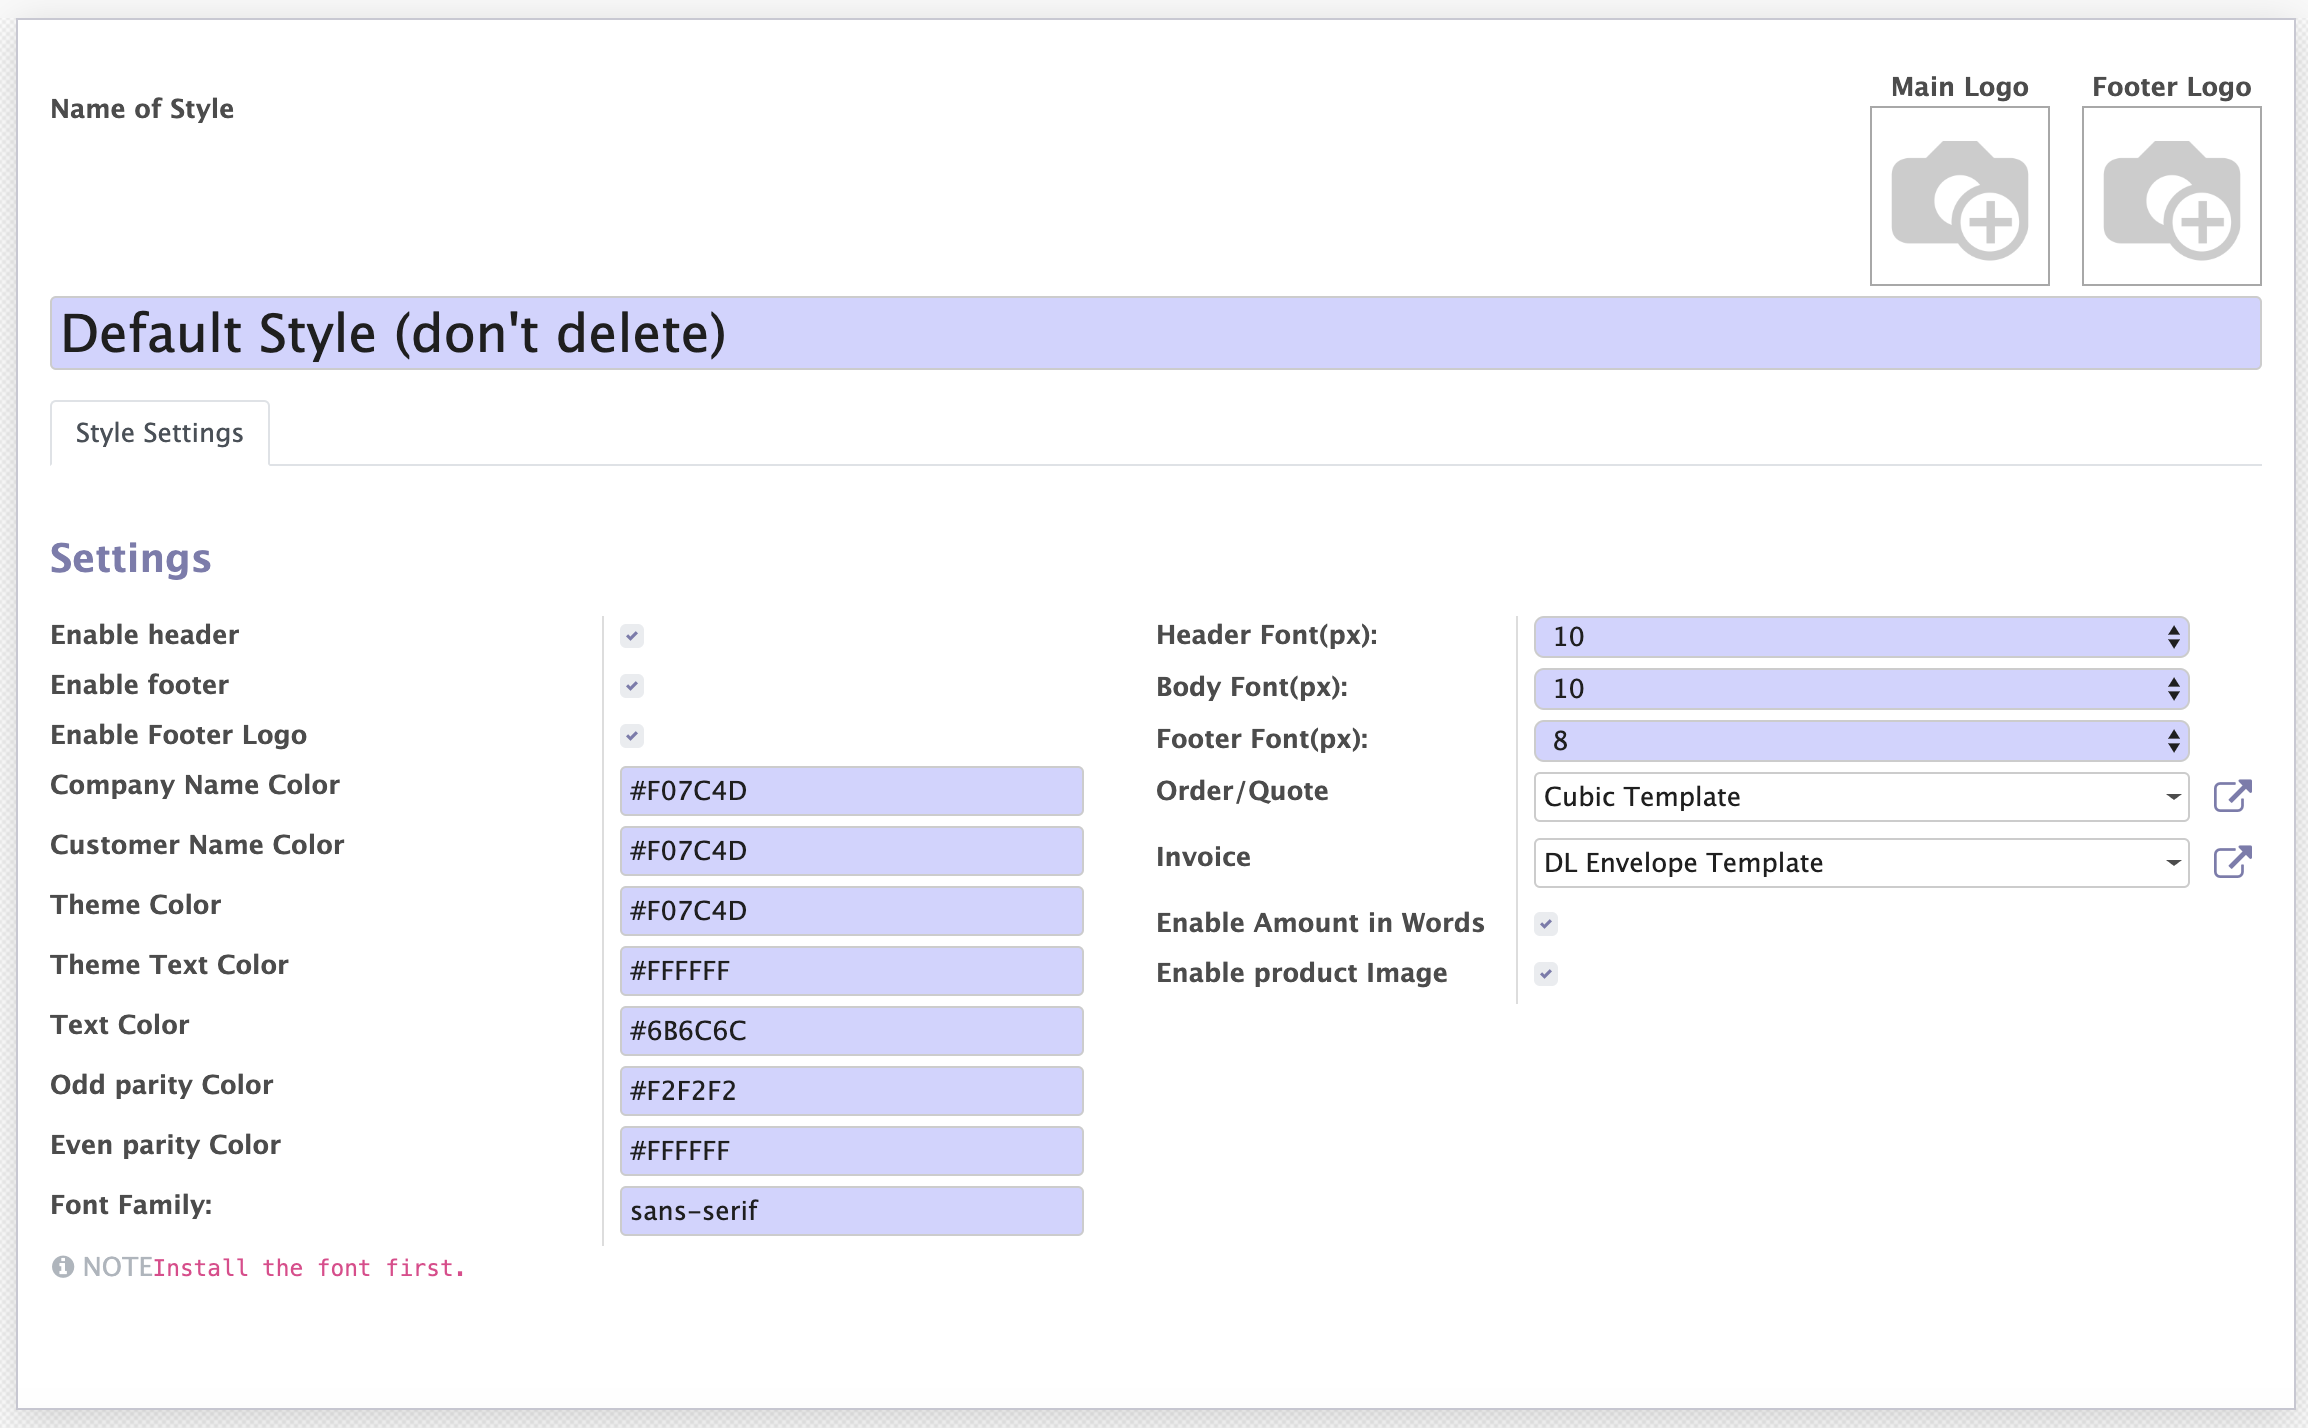 Name of Style
Main Logo
Footer Logo
Default Style (don't delete)
Style Settings
Settings
Enable header
Enable footer
Enable Footer Logo
Company Name Color
#F07C4D
Customer Name Color
#F07C4D
Theme Color
#F07C4D
Theme Text Color
#FFFFFF
Text Color
#6B6C6C
Odd parity Color
#F2F2F2
Even parity Color
#FFFFFF
Font Family:
sans-serif
NOTEInstall the font first.
Header Font(px):
10
Body Font(px):
10
Footer Font(px):
8
Order/Quote
Cubic Template
Invoice
DL Envelope Template
Enable Amount in Words
Enable product Image